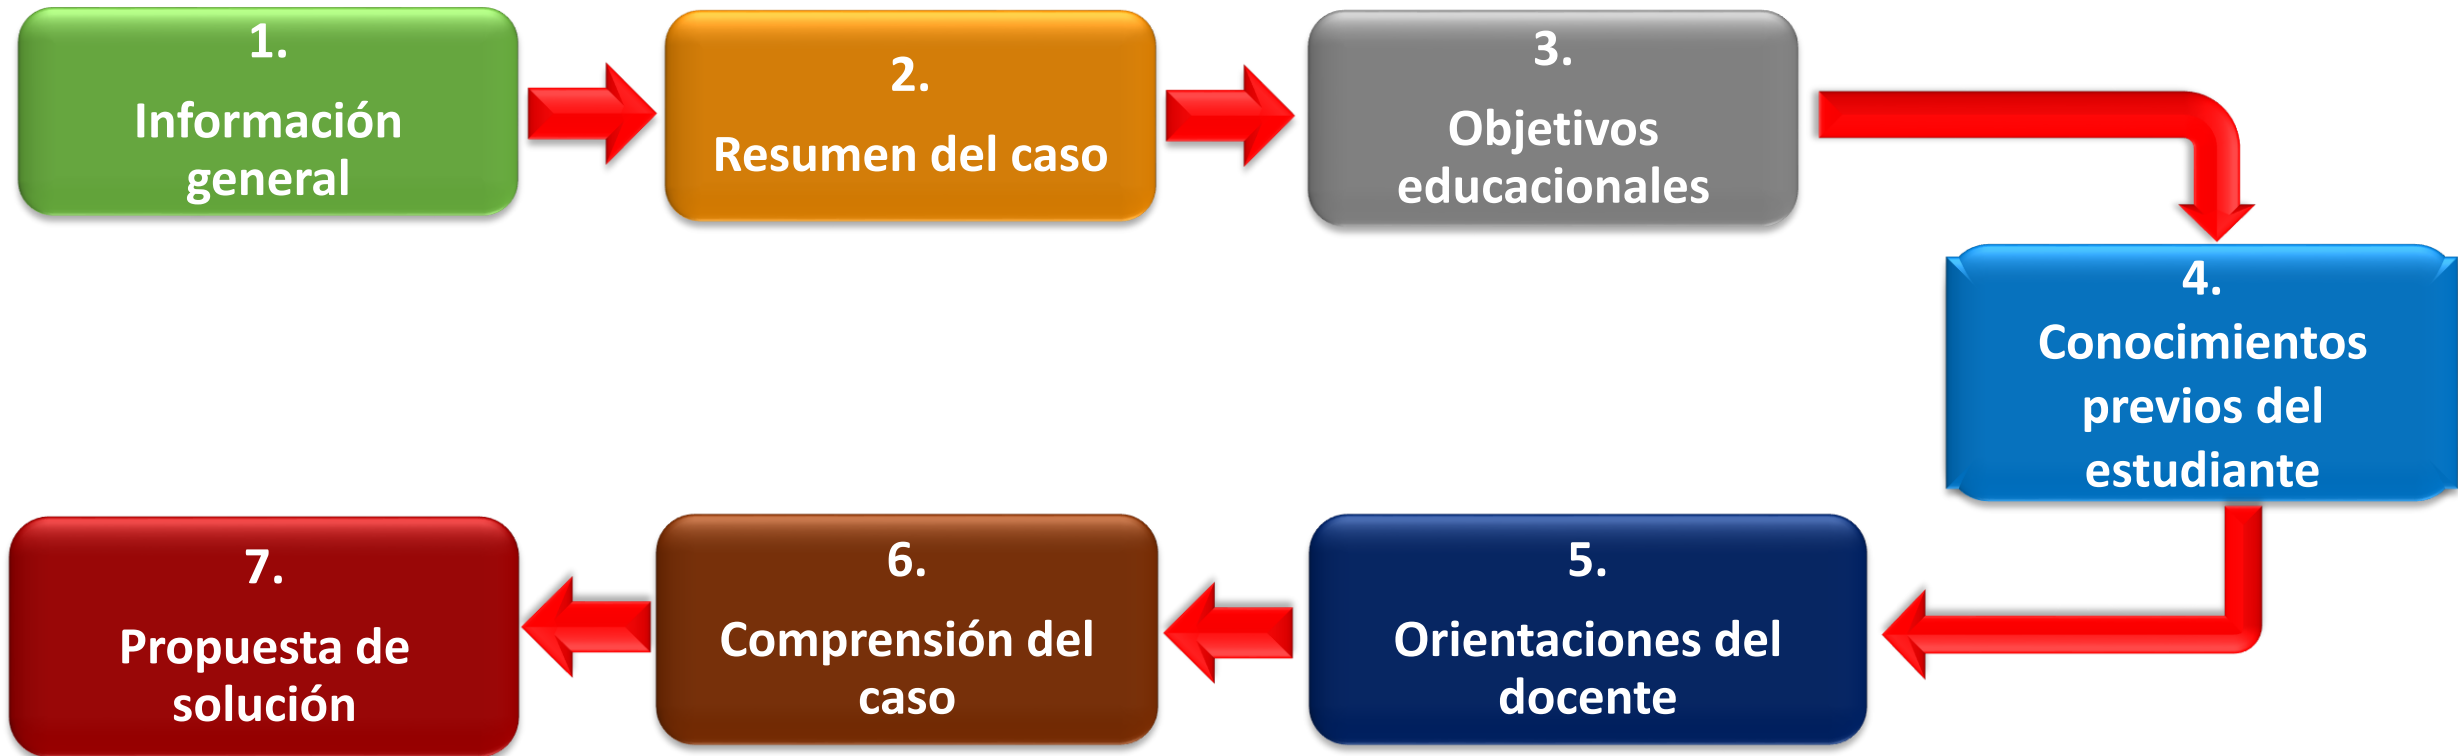 1.
Información
general
2.
Resumen del caso
3.
Objetivos
educacionales
4.
Conocimientos
previos del
estudiante
5.
Orientaciones del
docente
6.
Comprensión del
caso
7.
Propuesta de
solución